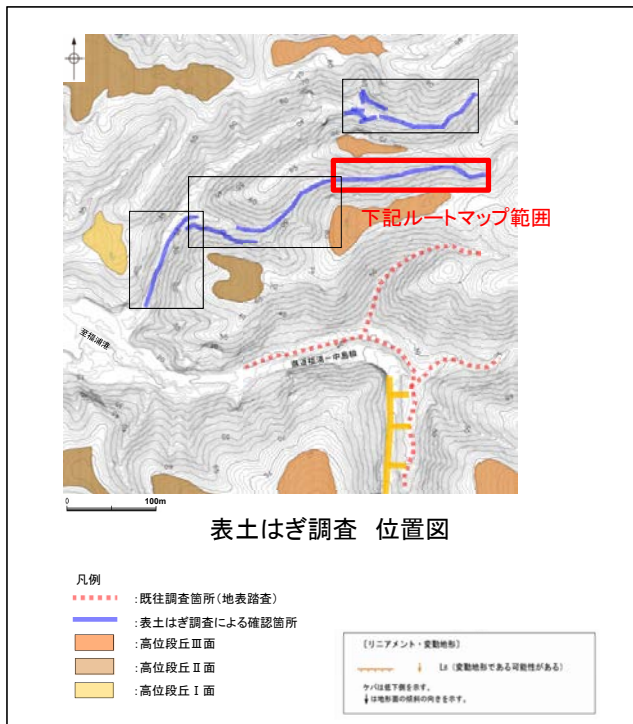 下記ルートマップ範囲
至福浦港
県道福浦ー中島線
0 100m
表土はぎ調査 位置図
凡例
:既往調査箇所(地表踏査)
:表土はぎ調査による確認箇所
:高位段丘Ⅲ面
:高位段丘Ⅱ面
:高位段丘Ⅰ面
〔リニアメント・変動地形〕
Ls (変動地形である可能性がある)
ケバは低下側を示す。
↓は地形面の傾斜の向きを示す。